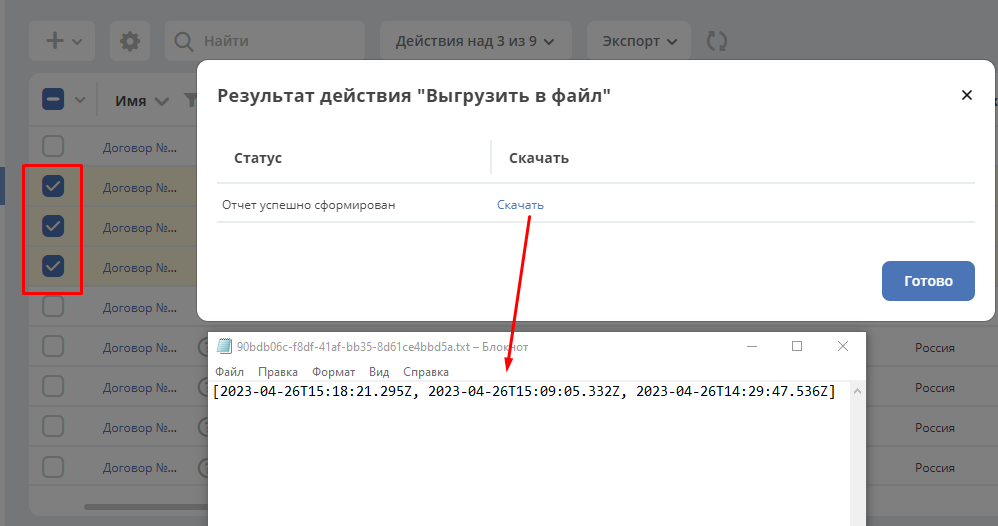 Найти
Действия над 3 из 9
Экспорт
Имя
Результат действия "Выгрузить в файл"
Статус
Скачать
Отчет успешно сформирован
Скачать
Готово
Договор №...
Договор №...
Договор №...
Договор №...
Договор №...
Договор №...
Россия
Договор №...
Россия
Договор №...
Россия
Договор №...
Россия
90bdb06c-f8df-41af-bb35-8d61ce4bbd5a.txt – Блокнот
Файл Правка Формат Вид Справка
[2023-04-26T15:18:21.295Z, 2023-04-26T15:09:05.332Z, 2023-04-26T14:29:47.536Z]